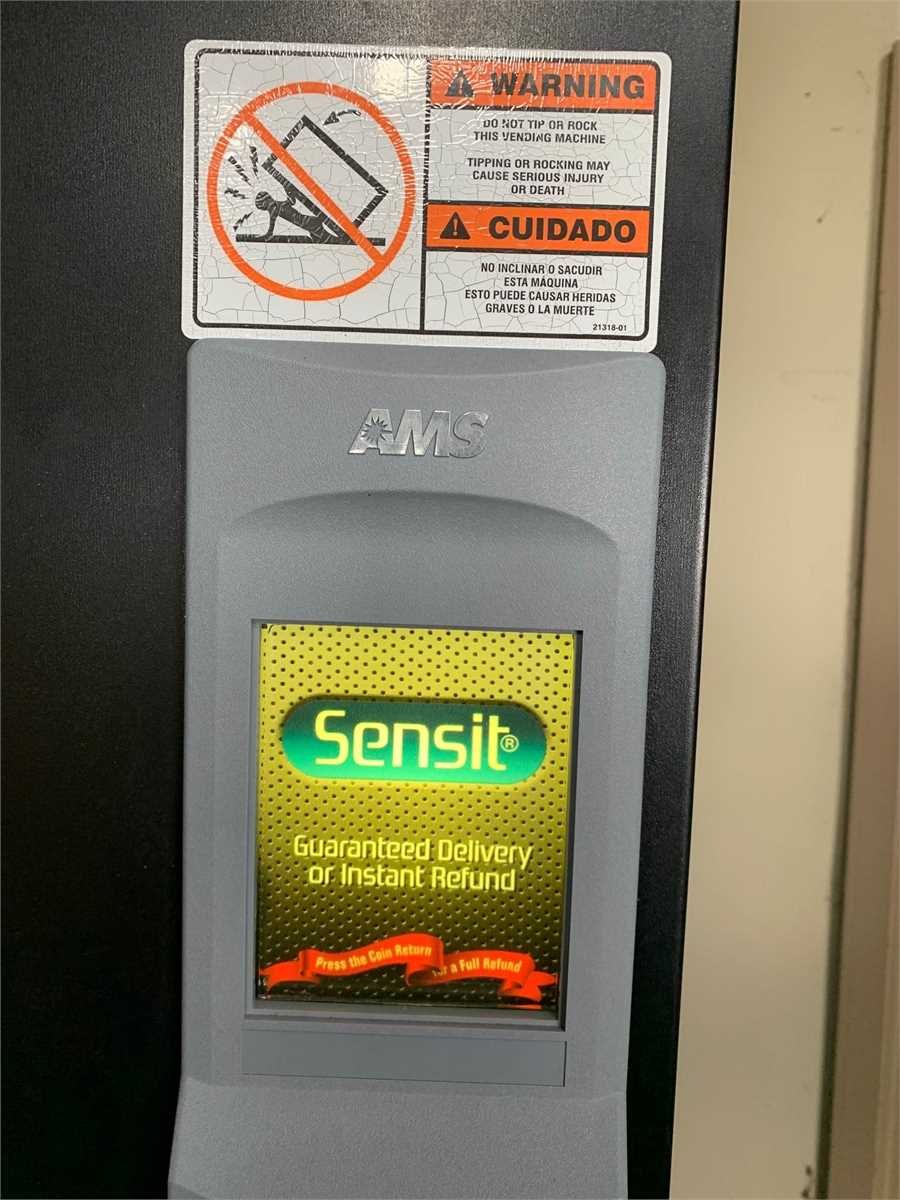 WARNING
DO NOT TIP OR ROCK
THIS VENDING MACHINE
TIPPING OR ROCKING MAY
CAUSE SERIOUS INJURY
OR DEATH
CUIDADO
NO INCLINAR O SACUDIR
ESTA MÁQUINA
ESTO PUEDE CAUSAR HERIDAS
GRAVES O LA MUERTE
21318-01
AMS
Sensit®
Guaranteed Delivery
or Instant Refund
Press the Coin Return for a Full Refund